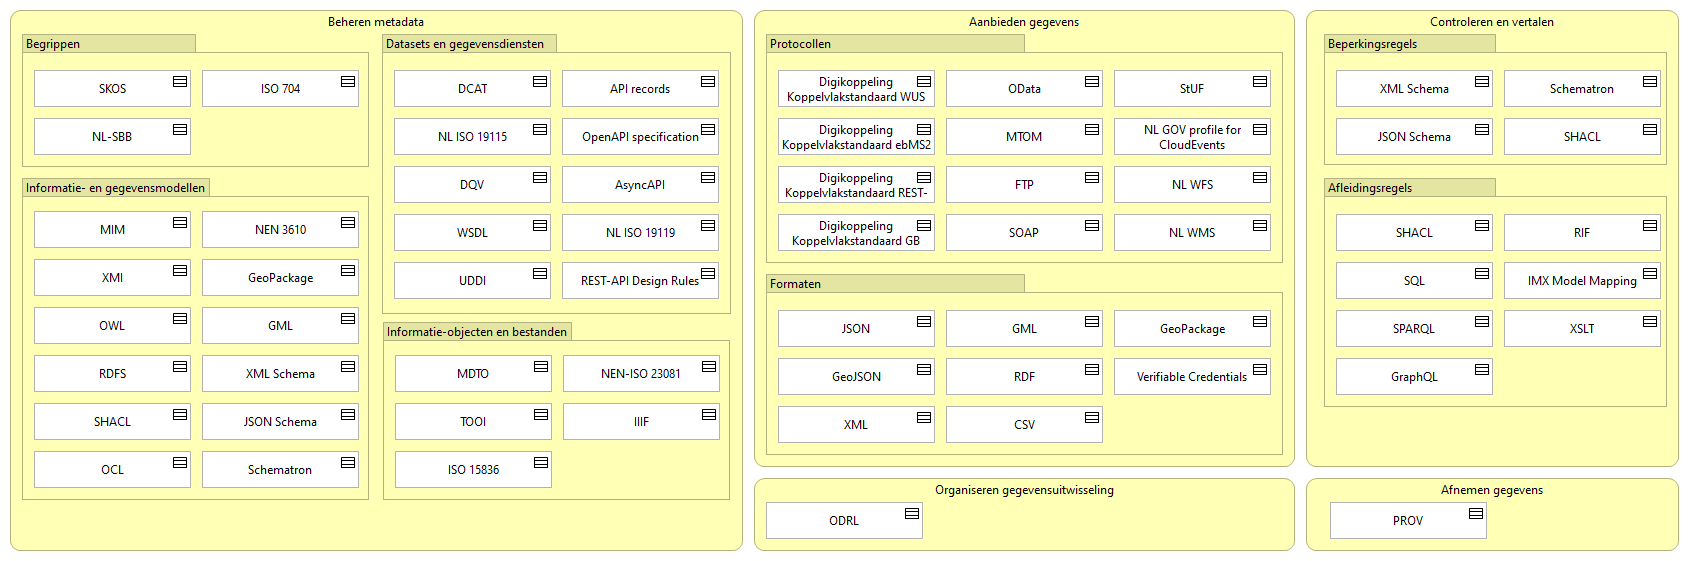 Beheren metadata
Begrippen
SKOS
ISO 704
NL-SBB
Informatie- en gegevensmodellen
MIM
NEN 3610
XMI
GeoPackage
OWL
GML
RDFS
XML Schema
SHACL
JSON Schema
OCL
Schematron
Datasets en gegevensdiensten
DCAT
API records
NL ISO 19115
OpenAPI specification
DQV
AsyncAPI
WSDL
NL ISO 19119
UDDI
REST-API Design Rules
Informatie-objecten en bestanden
MDTO
NEN-ISO 23081
TOOI
IIIF
ISO 15836
Aanbieden gegevens
Protocollen
Digikoppeling
Koppelvlakstandaard WUS
OData
StUF
Digikoppeling
Koppelvlakstandaard ebMS2
MTOM
NL GOV profile for
CloudEvents
Digikoppeling
Koppelvlakstandaard REST-
FTP
NL WFS
Digikoppeling
Koppelvlakstandaard GB
SOAP
NL WMS
Formaten
JSON
GML
GeoPackage
GeoJSON
RDF
Verifiable Credentials
XML
CSV
Organiseren gegevensuitwisseling
ODRL
Controleren en vertalen
Beperkingsregels
XML Schema
Schematron
JSON Schema
SHACL
Afleidingsregels
SHACL
RIF
SQL
IMX Model Mapping
SPARQL
XSLT
GraphQL
Afnemen gegevens
PROV